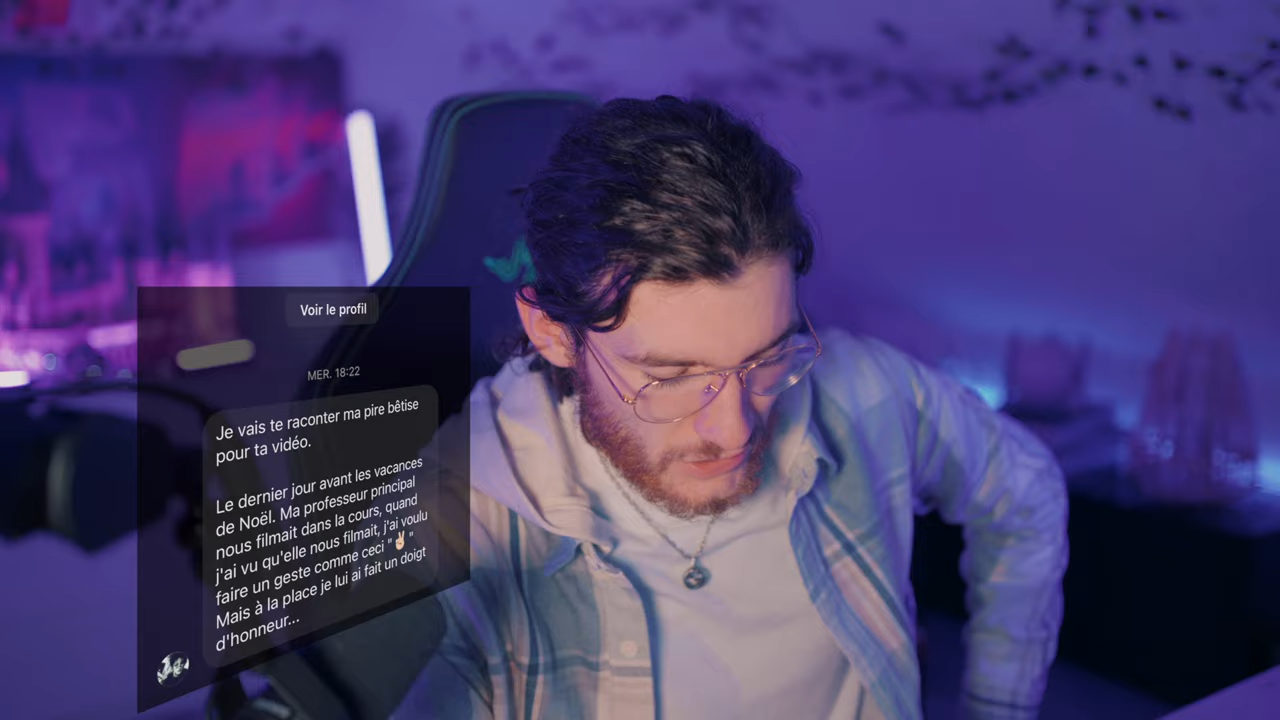 Voir le profil
MER. 18:22
Je vais te raconter ma pire bêtise
pour ta vidéo.
Le dernier jour avant les vacances
de Noël. Ma professeur principal
nous filmait dans la cours, quand
j'ai vu qu'elle nous filmait, j'ai voulu
faire un geste comme ceci "✌🏼"
Mais à la place je lui ai fait un doigt
d'honneur...